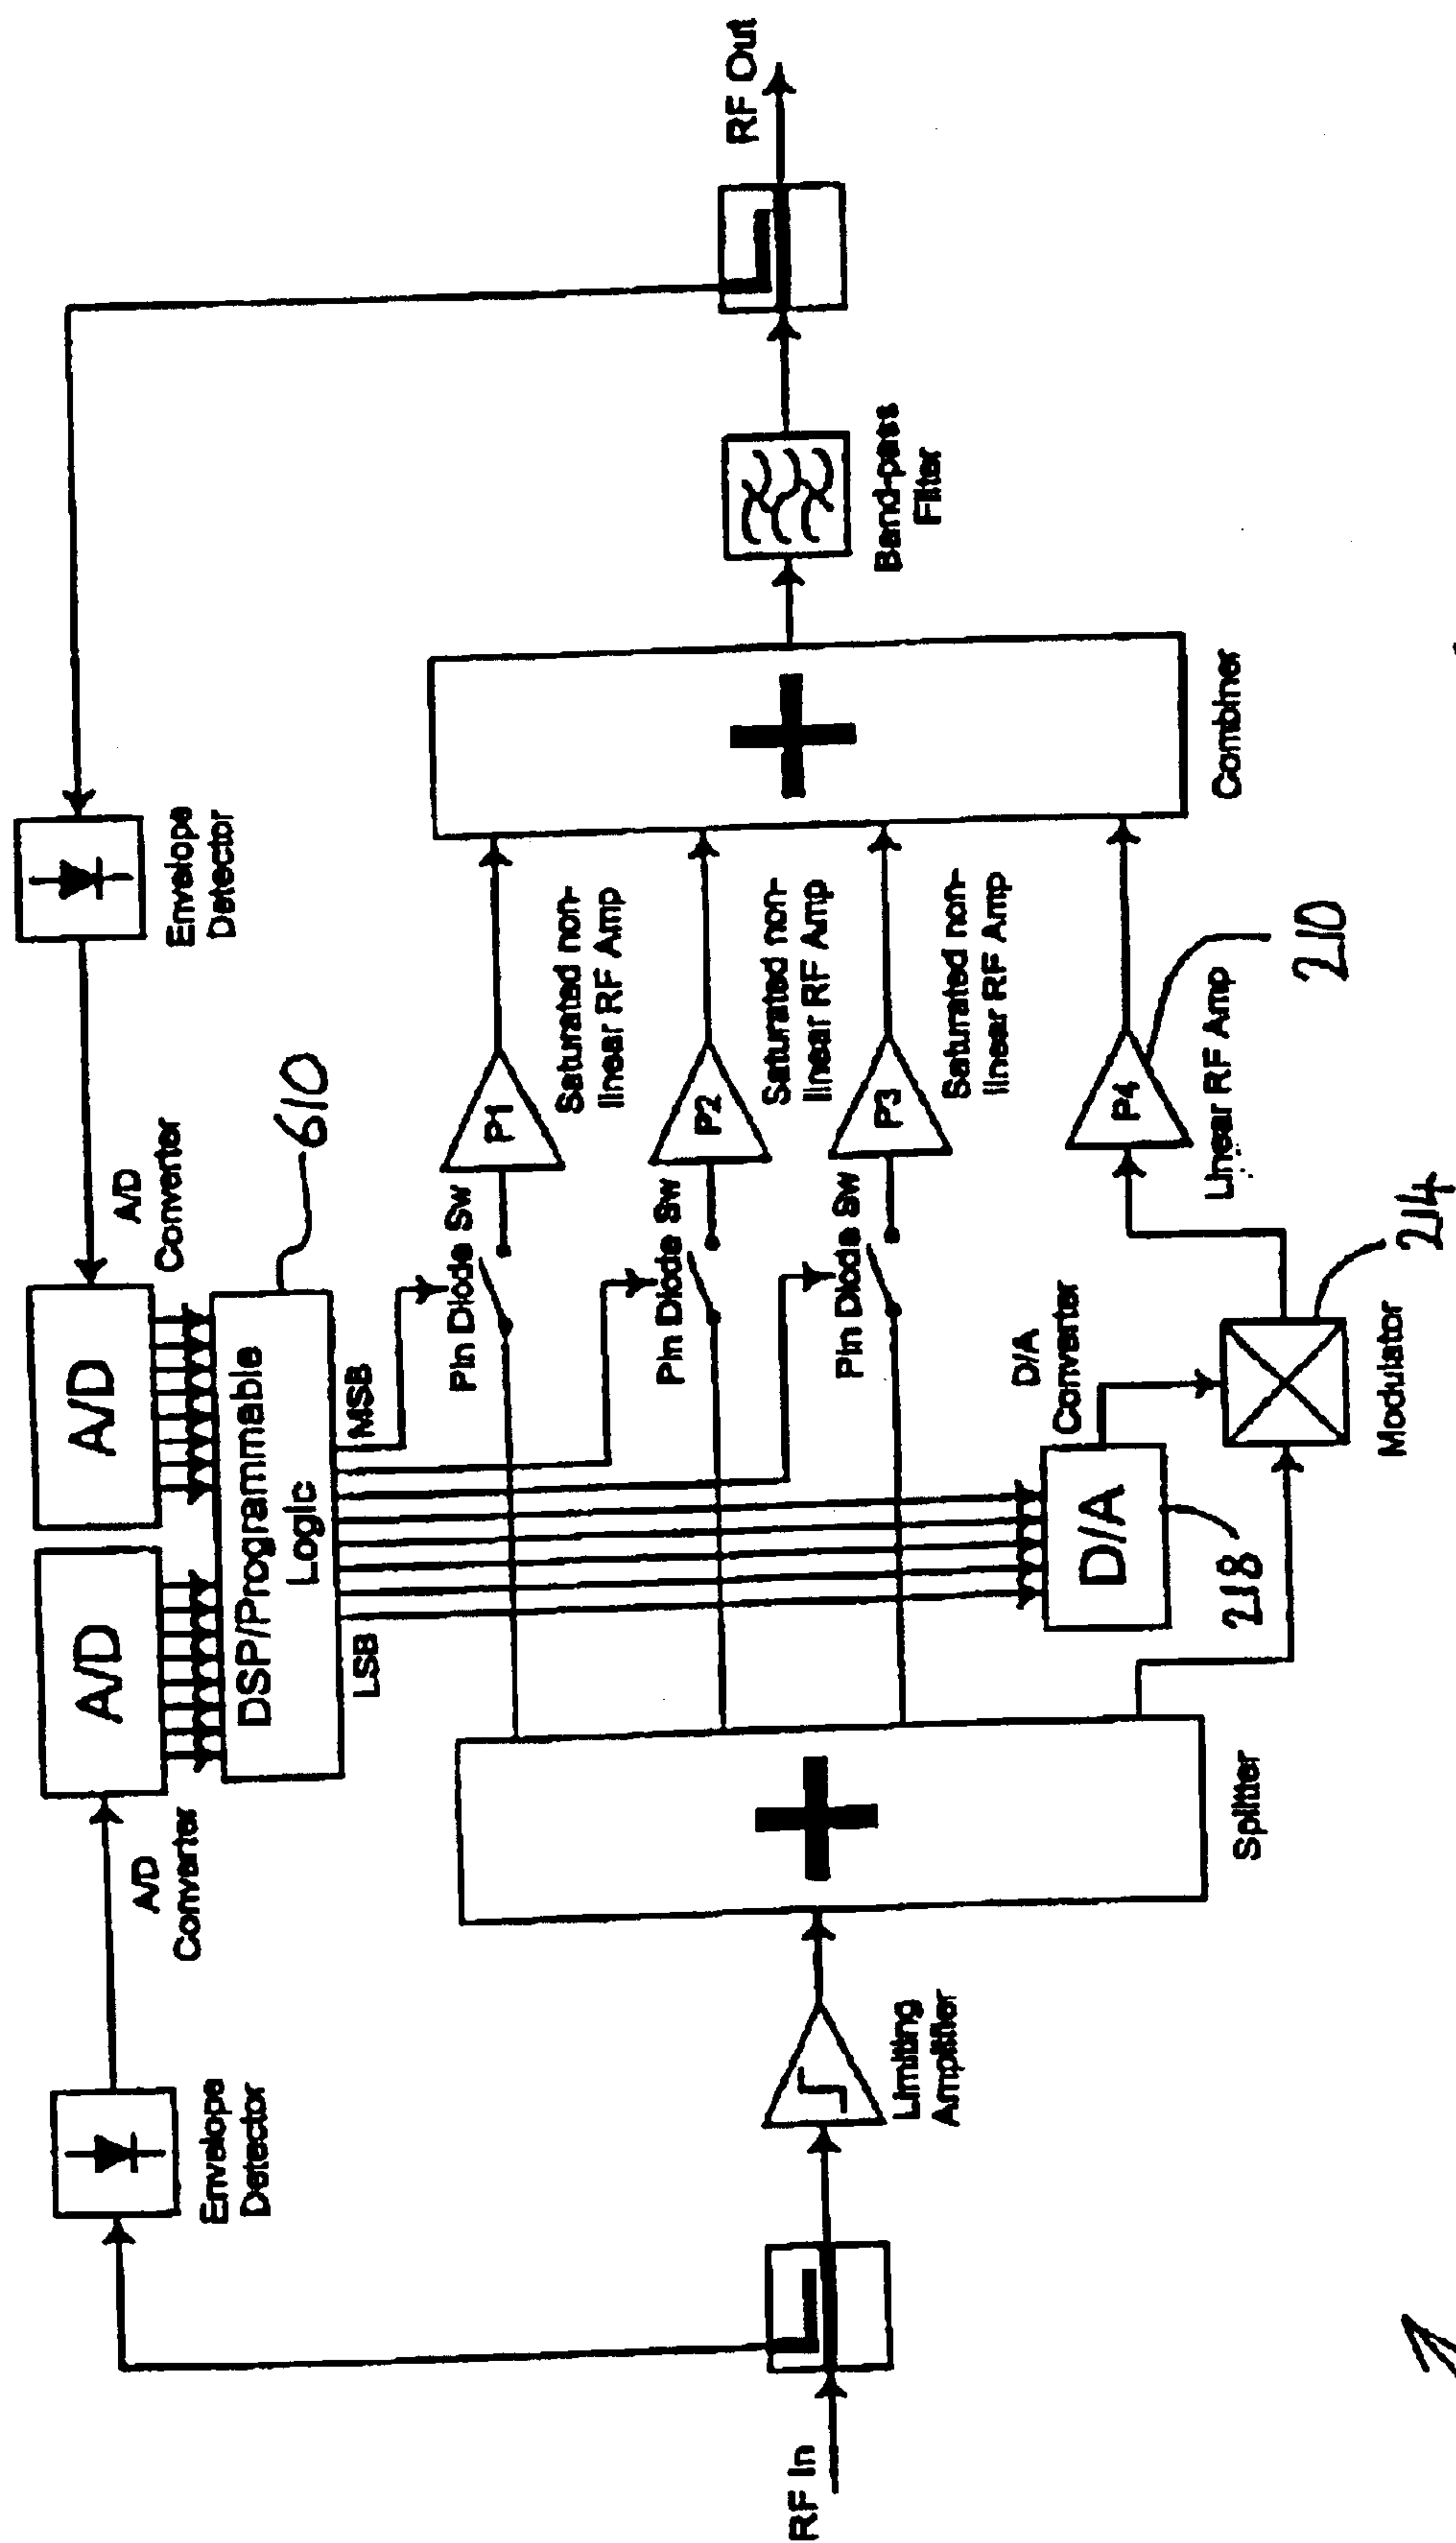 RF In
Envelope
Detector
A/D
Converter
A/D
A/D
A/D
Converter
Envelope
Detector
DSP/Programmable
Logic
610
LSB
MSB
Limiting
Amplifier
Splitter
Pin Diode Sw
Pin Diode Sw
Pin Diode Sw
P1
Saturated non-
linear RF Amp
P2
Saturated non-
linear RF Amp
P3
Saturated non-
linear RF Amp
D/A
D/A
Converter
218
Modulator
214
P4
Linear RF Amp
210
Combiner
Band-pass
Filter
RF Out